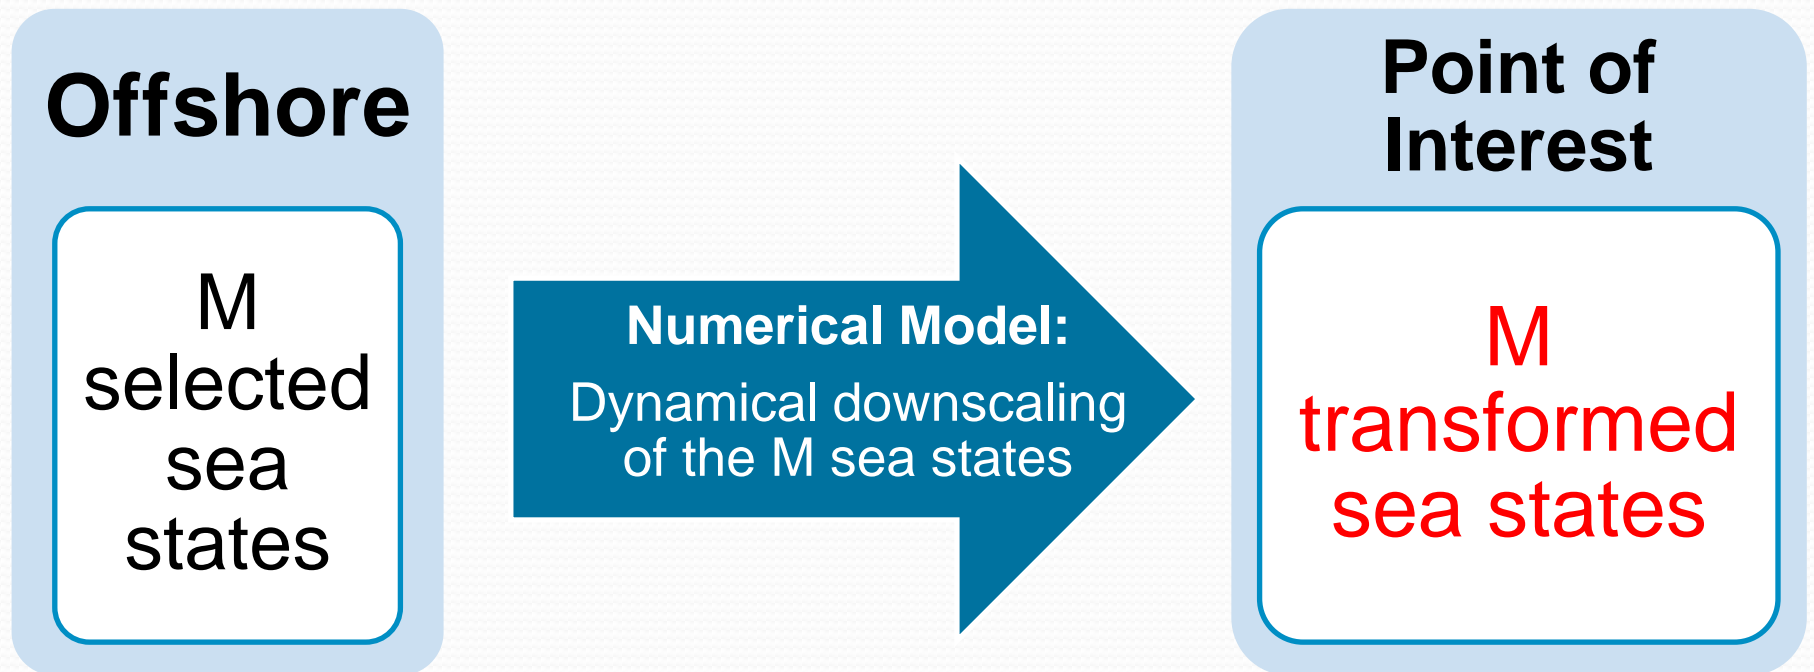 Offshore
M
selected
sea
states
Numerical Model:
Dynamical downscaling
of the M sea states
Point of
Interest
M
transformed
sea states